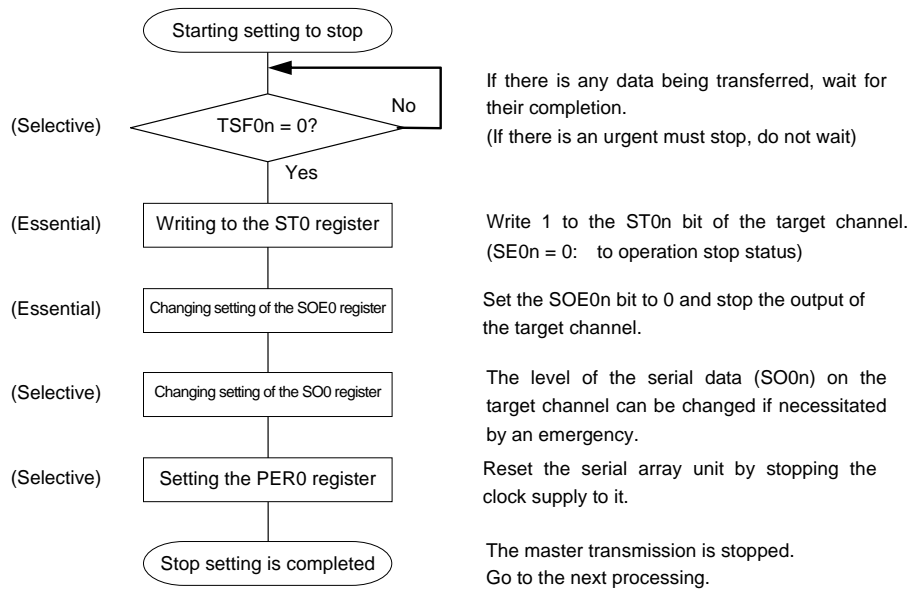 Starting setting to stop
If there is any data being transferred, wait for
their completion.
(If there is an urgent must stop, do not wait)
(Selective)
TSF0n = 0?
No
Yes
(Essential)
Writing to the ST0 register
Write 1 to the ST0n bit of the target channel.
(SE0n = 0: to operation stop status)
(Essential)
Changing setting of the SOE0 register
Set the SOE0n bit to 0 and stop the output of
the target channel.
(Selective)
Changing setting of the SO0 register
The level of the serial data (SO0n) on the
target channel can be changed if necessitated
by an emergency.
(Selective)
Setting the PER0 register
Reset the serial array unit by stopping the
clock supply to it.
Stop setting is completed
The master transmission is stopped.
Go to the next processing.